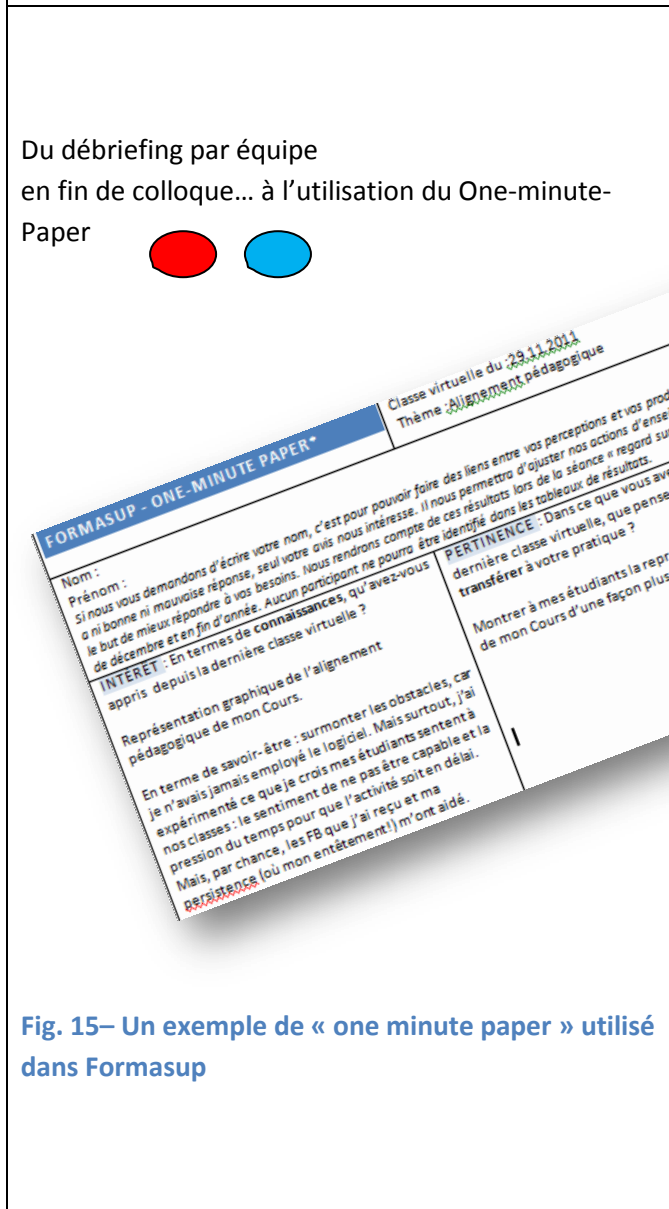 Du débriefing par équipe
en fin de colloque… à l’utilisation du One-minute-
Paper
FORMASUP - ONE-MINUTE PAPER*
Classe virtuelle du :29.11.2011
Thème :Alignement pédagogique
Nom :
Prénom :
Si nous vous demandons d’écrire votre nom, c’est pour pouvoir faire des liens entre vos perceptions et vos
a ni bonne ni mauvaise réponse, seul votre avis nous intéresse. Il nous permettra d’ajuster nos actions
le but de mieux répondre à vos besoins. Nous rendrons compte de ces résultats lors de la séance « regard
de décembre et en fin d’année. Aucun participant ne pourra être identifié dans les tableaux de résultats.
INTÉRET : En termes de connaissances, qu’avez-vous
appris depuis la dernière classe virtuelle ?
Représentation graphique de l’alignement
pédagogique de mon Cours.
En terme de savoir-être : surmonter les obstacles, car
je n’avais jamais employé le logiciel. Mais surtout, j’ai
expérimenté ce que je crois mes étudiants sentent à
nos classes : le sentiment de ne pas être capable et la
pression du temps pour que l’activité soit en délai.
Mais, par chance, les FB que j’ai reçu et ma
persistence (où mon entêtement!) m’ont aidé.
PERTINENCE : Dans ce que vous
dernière classe virtuelle, que
transférer à votre pratique ?
Montrer à mes étudiants la
de mon Cours d’une façon plus
Fig. 15– Un exemple de « one minute paper » utilisé
dans Formasup